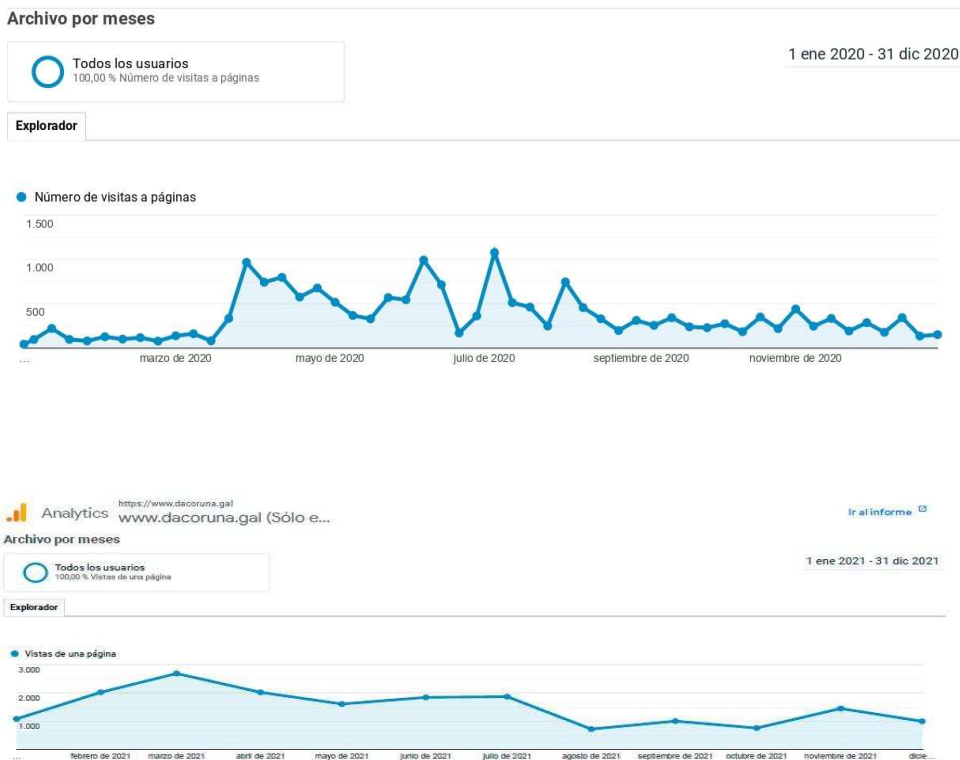 Archivo por meses
Todos los usuarios
100,00 % Número de visitas a páginas
1 ene 2020 - 31 dic 2020
Explorador
Número de visitas a páginas
1.500
1.000
500
...
marzo de 2020
mayo de 2020
julio de 2020
septiembre de 2020
noviembre de 2020
Analytics
https://www.dacoruna.gal
www.dacoruna.gal (Sólo e...
Ir al informe
Archivo por meses
Todos los usuarios
100,00 % Vistas de una página
1 ene 2021 - 31 dic 2021
Explorador
Vistas de una página
3.000
2.000
1.000
...
febrero de 2021
marzo de 2021
abril de 2021
mayo de 2021
junio de 2021
julio de 2021
agosto de 2021
septiembre de 2021
octubre de 2021
noviembre de 2021
dicie...